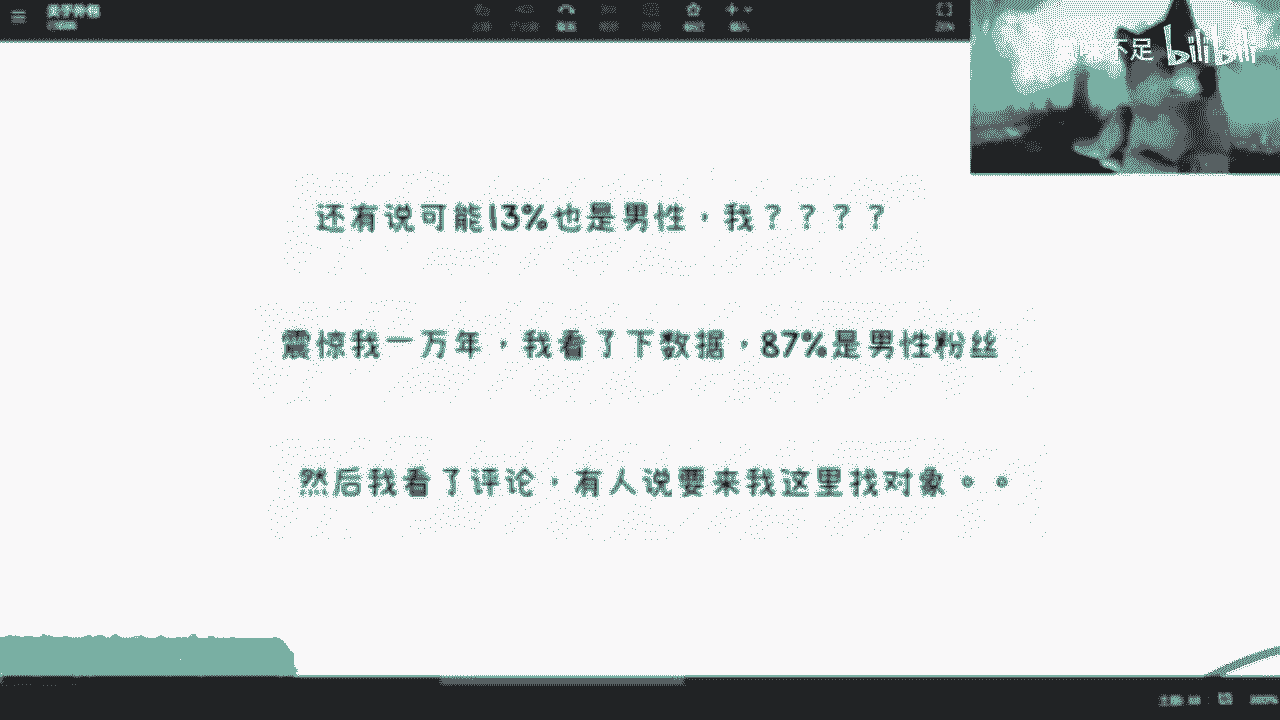 不足 bilibili
还有说可能13%也是男性，我？？？？
震惊我一万年，我看了下数据，87%是男性粉丝
然后我看了评论，有人说要来我这里找对象。。